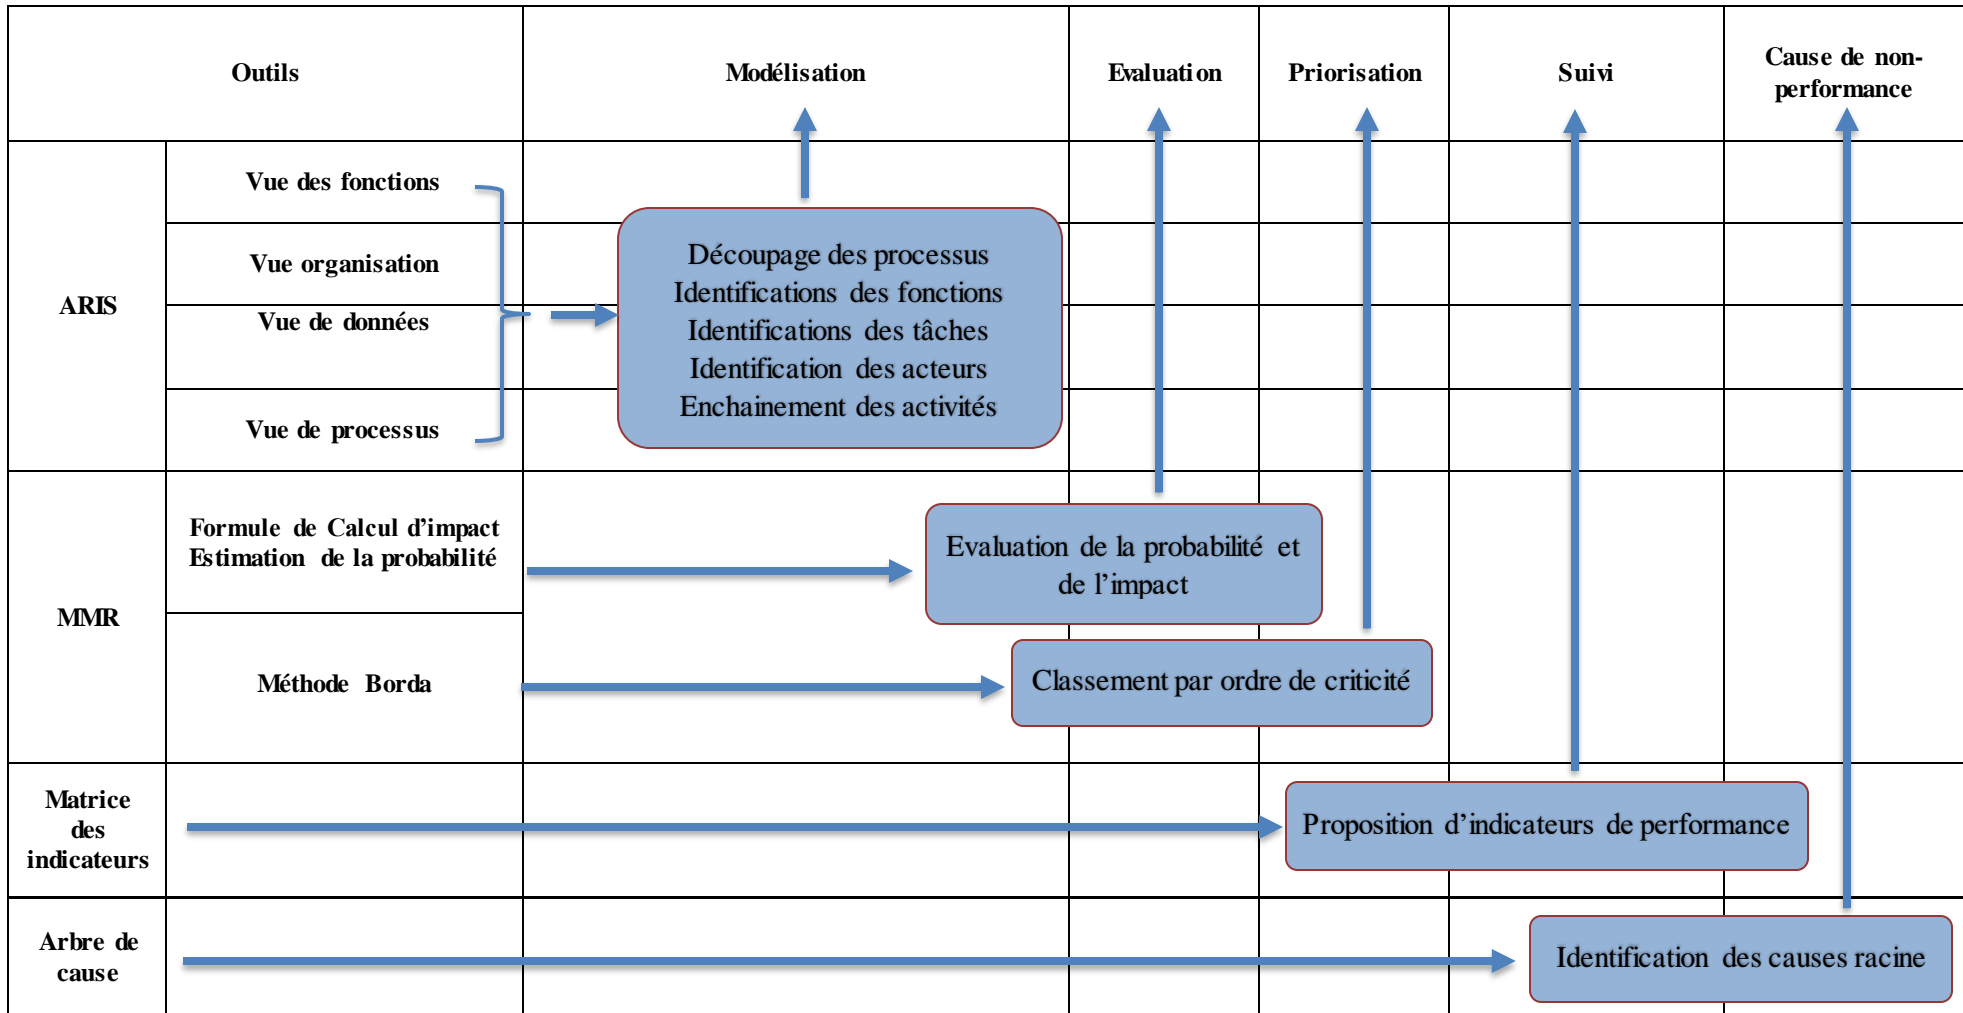 Outils
Modélisation
Evaluation
Priorisation
Suivi
Cause de non-
performance
ARIS
Vue des fonctions
Vue organisation
Vue de données
Vue de processus
Découpage des processus
Identifications des fonctions
Identifications des tâches
Identification des acteurs
Enchainement des activités
MMR
Formule de Calcul d’impact
Estimation de la probabilité
Evaluation de la probabilité et
de l’impact
Méthode Borda
Classement par ordre de criticité
Matrice
des
indicateurs
Proposition d’indicateurs de performance
Arbre de
cause
Identification des causes racine